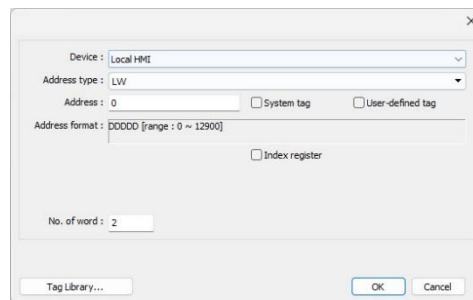 Device : Local HMI
Address type : LW
Address : 0 System tag User-defined tag
Address format : DDDDD [range : 0 ~ 12900]
Index register
No. of word : 2
Tag Library... OK Cancel